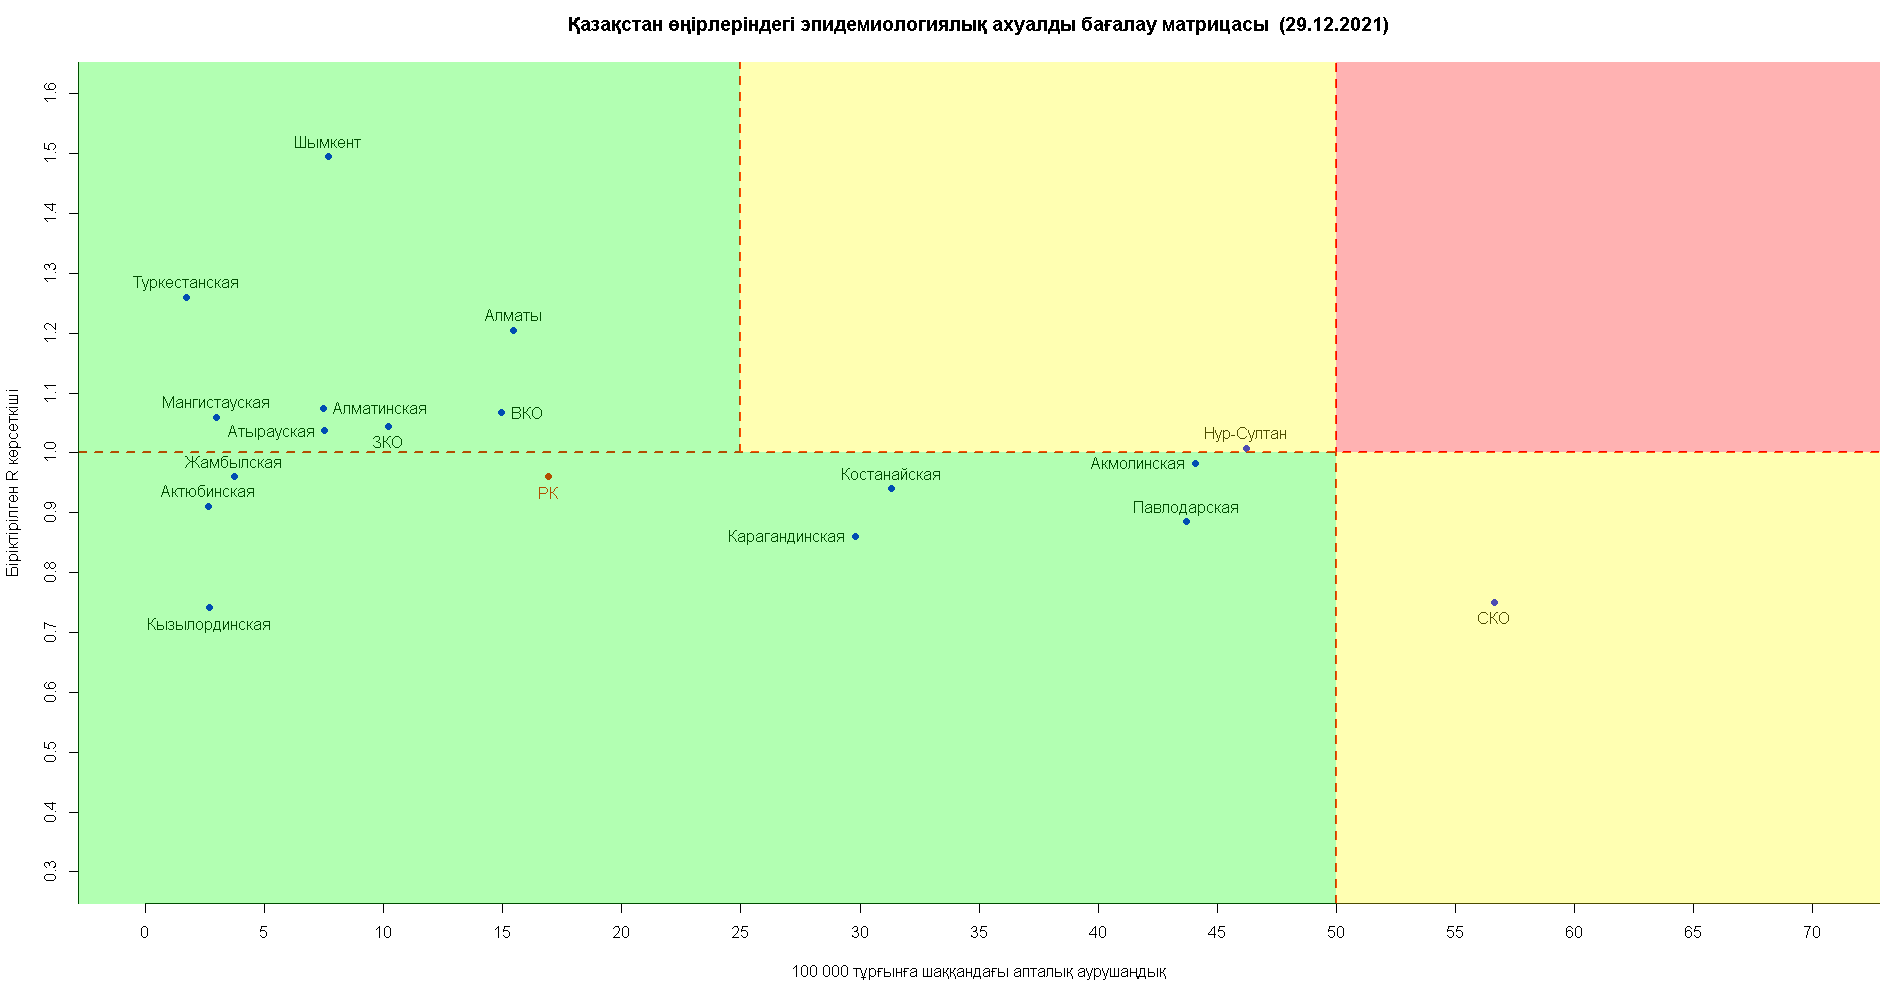 Қазақстан өңірлеріндегі эпидемиологиялық ахуалды бағалау матрицасы (29.12.2021)
Біріктірілген R көрсеткіші
1.6
1.5
1.4
1.3
1.2
1.1
1.0
0.9
0.8
0.7
0.6
0.5
0.4
0.3
Шымкент
Туркестанская
Алматы
Мангистауская
Алматинская
ВКО
Атырауская
ЗКО
Нур-Султан
Жамбылская
Акмолинская
Костанайская
Актюбинская
РК
Павлодарская
Карагандинская
СКО
Кызылординская
0 5 10 15 20 25 30 35 40 45 50 55 60 65 70
100 000 тұрғынға шаққандағы апталық аурушаңдық